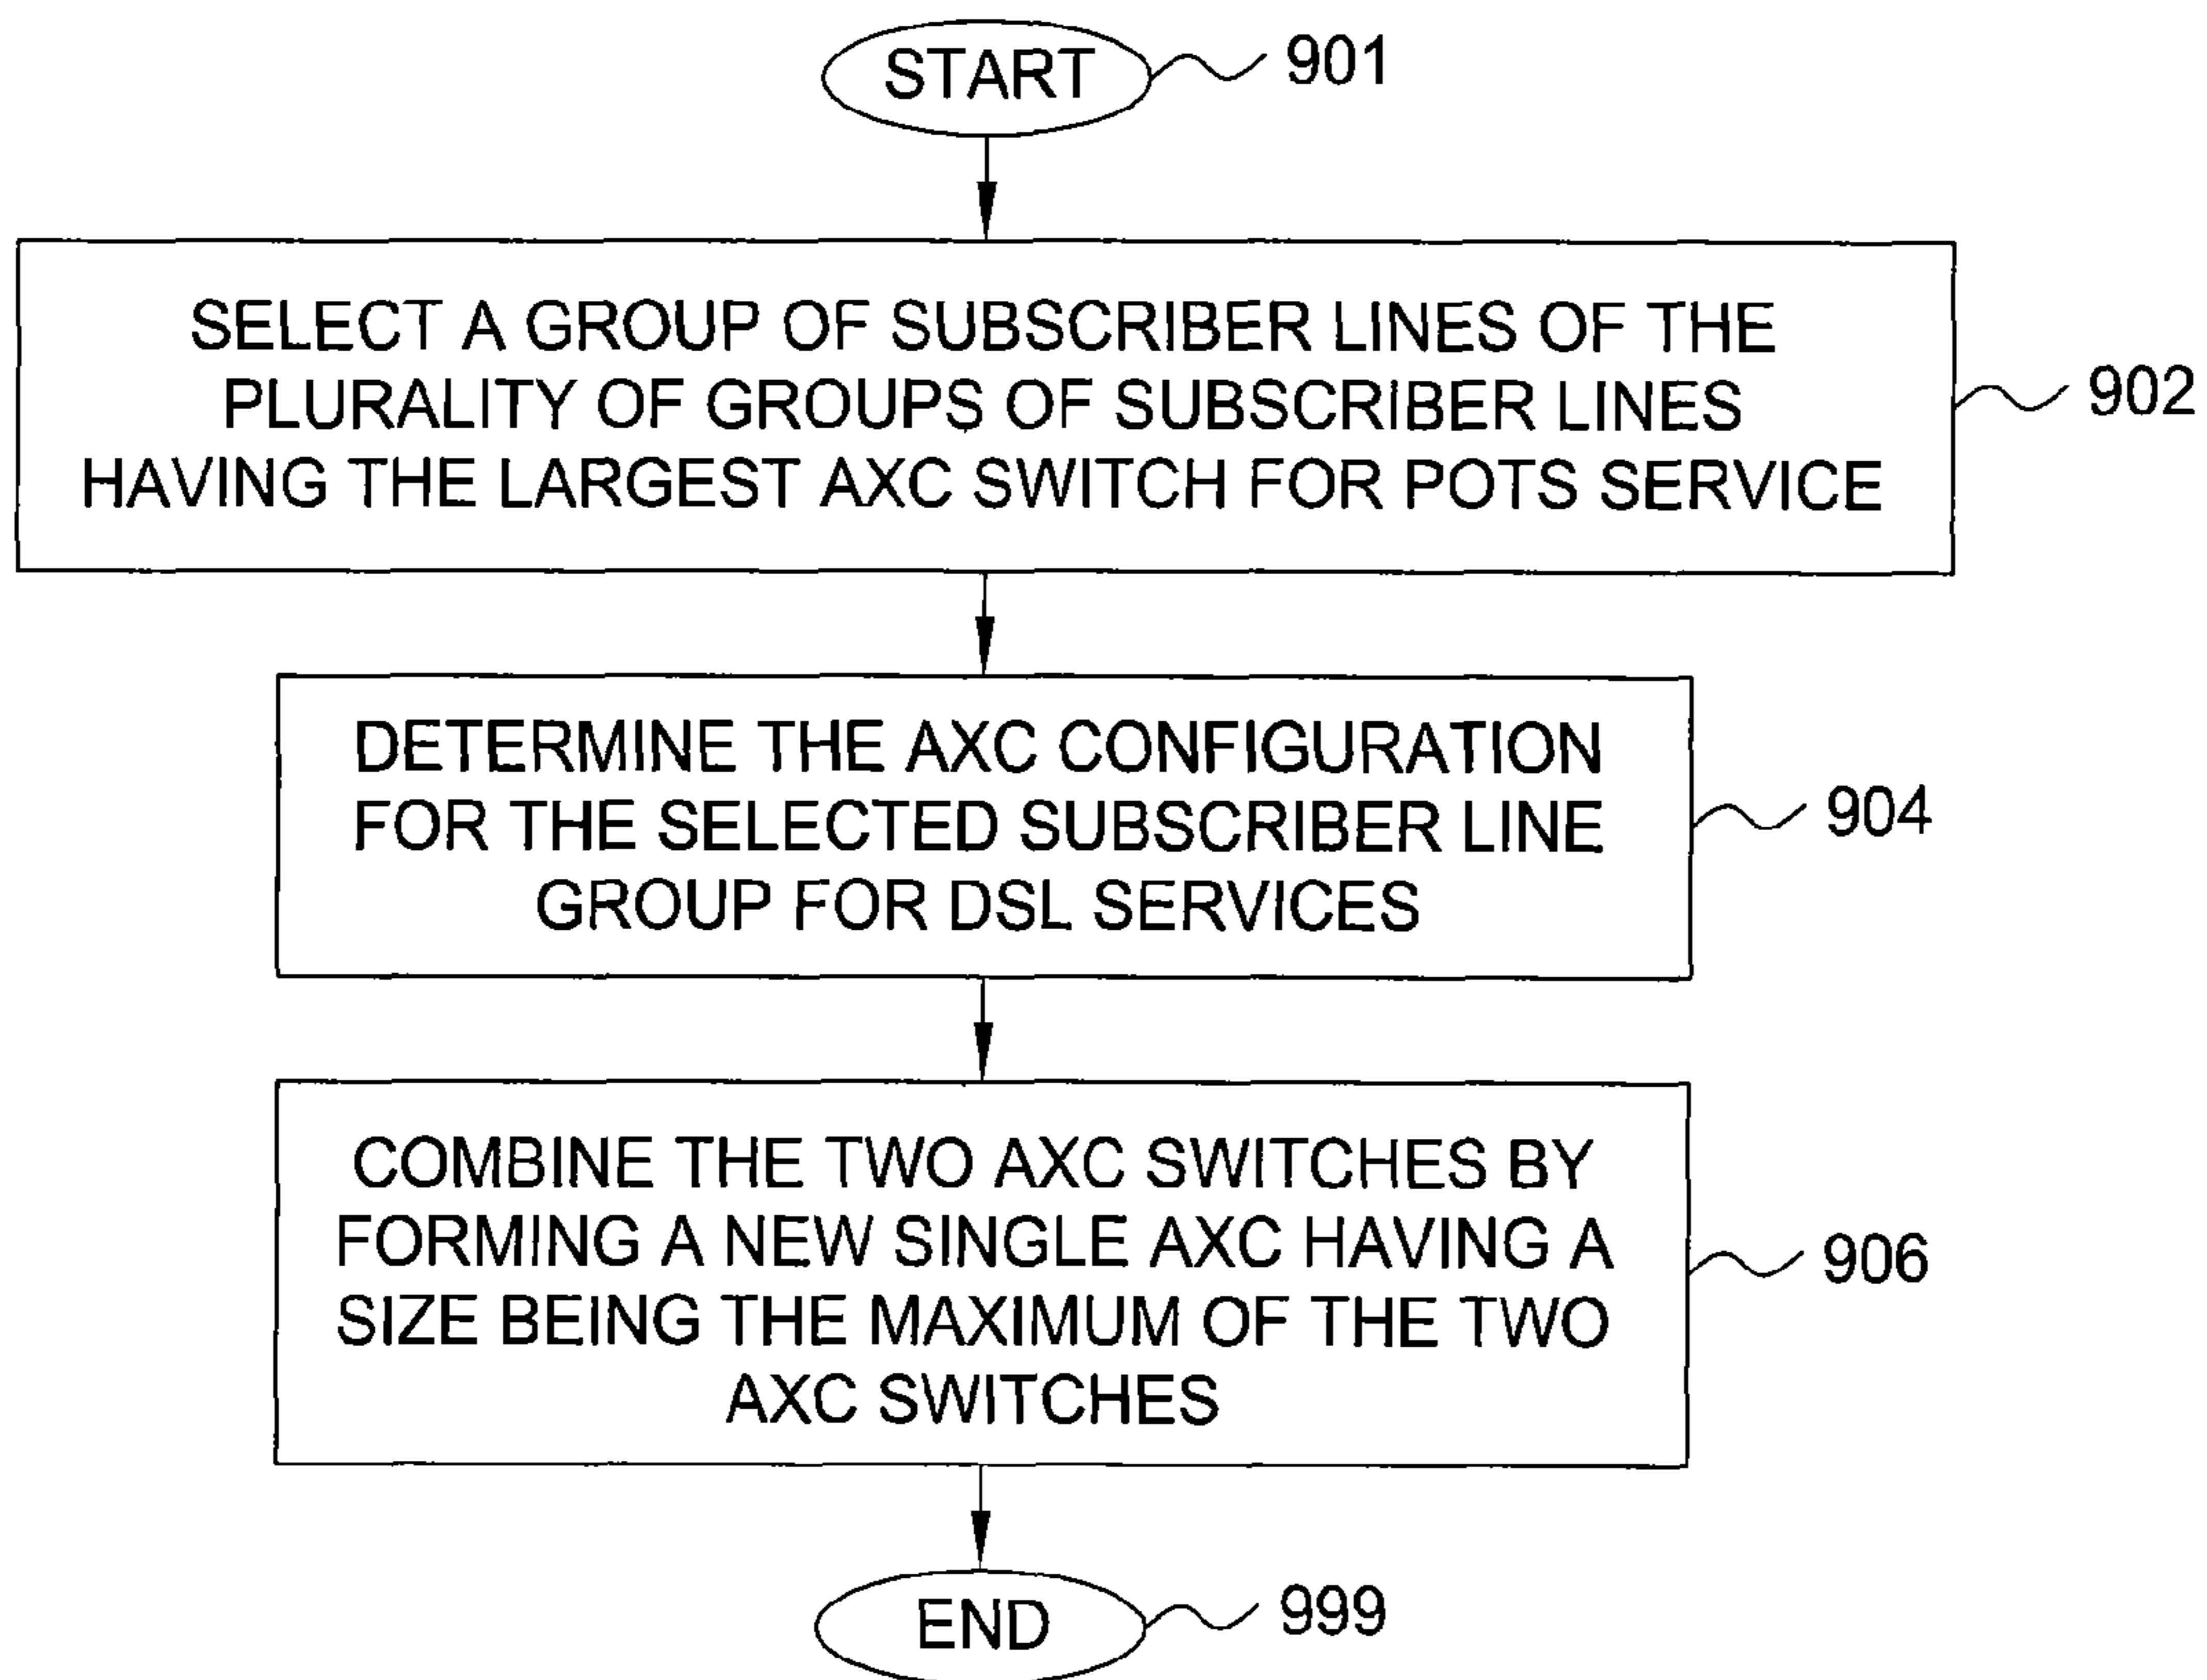 START
901
SELECT A GROUP OF SUBSCRIBER LINES OF THE
PLURALITY OF GROUPS OF SUBSCRIBER LINES
HAVING THE LARGEST AXC SWITCH FOR POTS SERVICE
902
DETERMINE THE AXC CONFIGURATION
FOR THE SELECTED SUBSCRIBER LINE
GROUP FOR DSL SERVICES
904
COMBINE THE TWO AXC SWITCHES BY
FORMING A NEW SINGLE AXC HAVING A
SIZE BEING THE MAXIMUM OF THE TWO
AXC SWITCHES
906
END
999